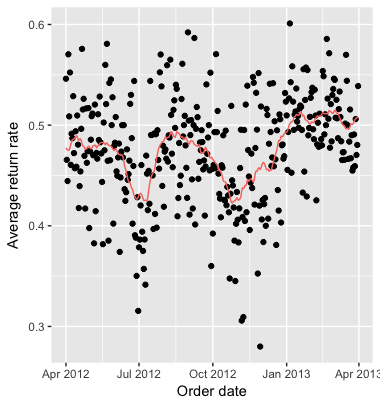 0.6
0.5
0.4
0.3
Average return rate
Apr 2012 Jul 2012 Oct 2012 Jan 2013 Apr 2013
Order date